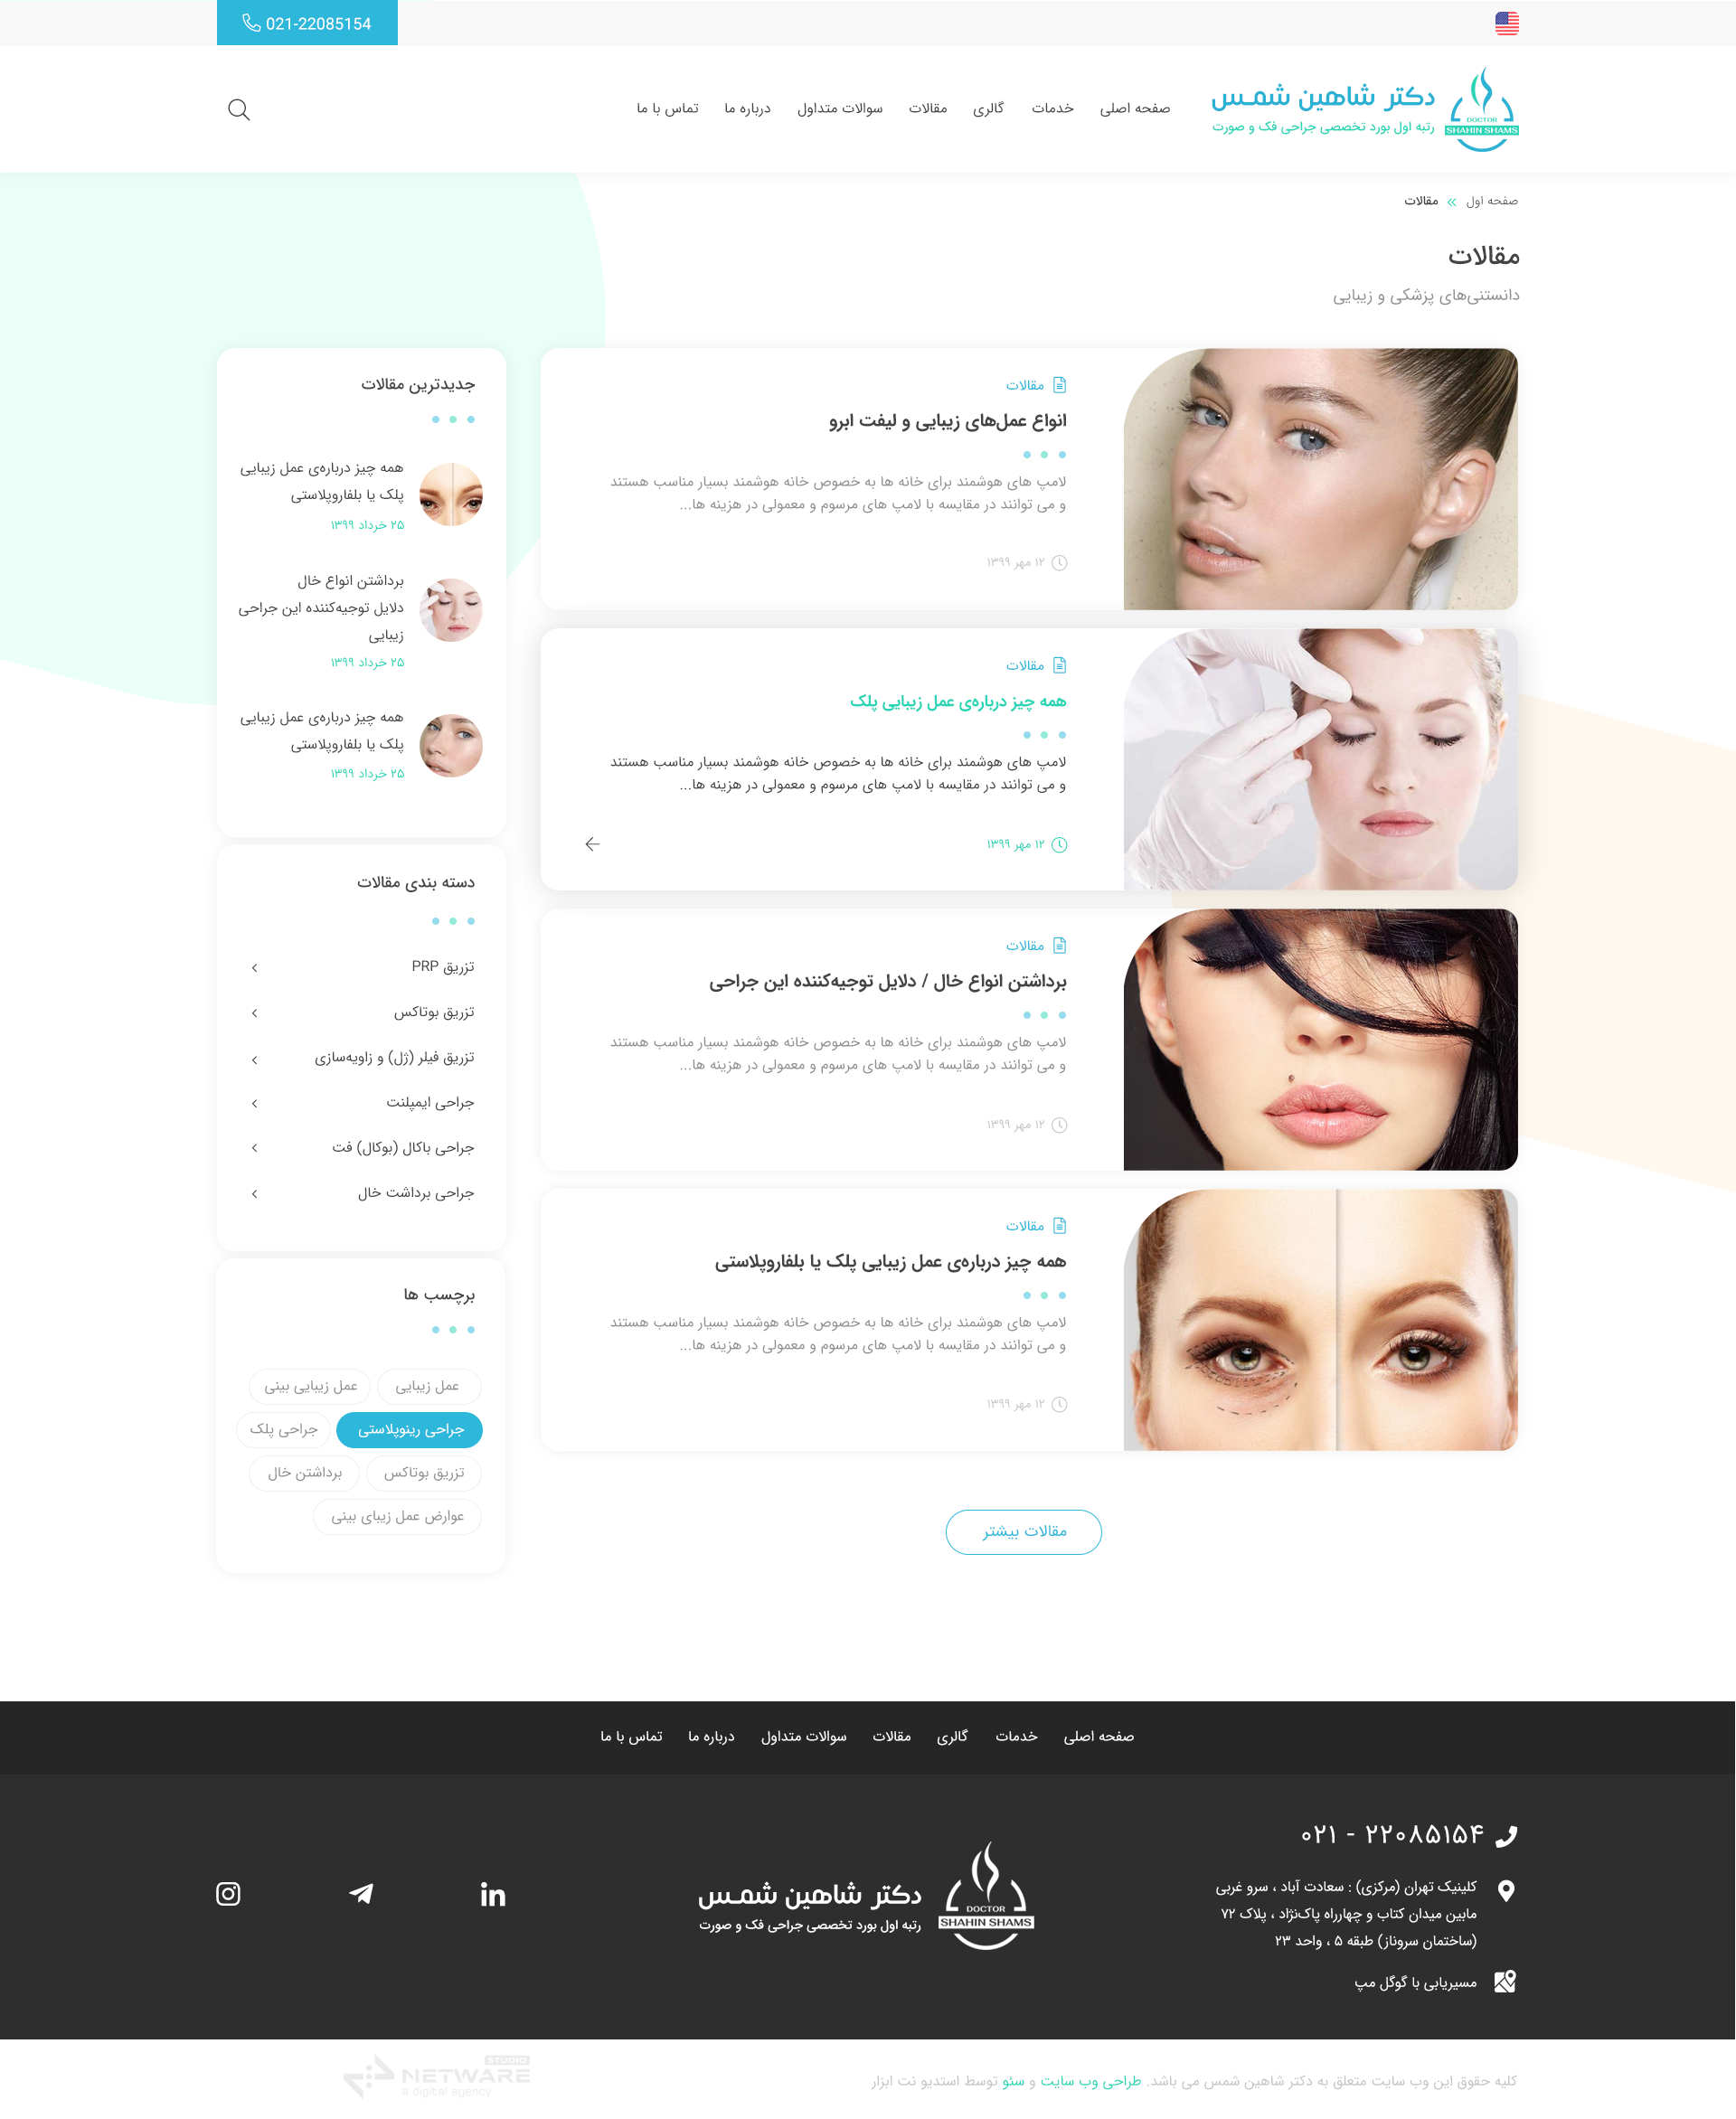 021-22085154
DOCTOR
SHAHIN SHAMS
دکتر شاهین شمـس
رتبه اول بورد تخصصی جراحی فک و صورت
صفحه اصلی
خدمات
گالری
مقالات
سوالات متداول
درباره ما
تماس با ما
صفحه اول » مقالات
مقالات
دانستنی‌های پزشکی و زیبایی
مقالات
انواع عمل‌های زیبایی و لیفت ابرو
لامپ های هوشمند برای خانه ها به خصوص خانه هوشمند بسیار مناسب هستند
و می توانند در مقایسه با لامپ های مرسوم و معمولی در هزینه ها...
۱۲ مهر ۱۳۹۹
مقالات
همه چیز درباره‌ی عمل زیبایی پلک
لامپ های هوشمند برای خانه ها به خصوص خانه هوشمند بسیار مناسب هستند
و می توانند در مقایسه با لامپ های مرسوم و معمولی در هزینه ها...
۱۲ مهر ۱۳۹۹
مقالات
برداشتن انواع خال / دلایل توجیه‌کننده این جراحی
لامپ های هوشمند برای خانه ها به خصوص خانه هوشمند بسیار مناسب هستند
و می توانند در مقایسه با لامپ های مرسوم و معمولی در هزینه ها...
۱۲ مهر ۱۳۹۹
مقالات
همه چیز درباره‌ی عمل زیبایی پلک یا بلفاروپلاستی
لامپ های هوشمند برای خانه ها به خصوص خانه هوشمند بسیار مناسب هستند
و می توانند در مقایسه با لامپ های مرسوم و معمولی در هزینه ها...
۱۲ مهر ۱۳۹۹
مقالات بیشتر
جدیدترین مقالات
همه چیز درباره‌ی عمل زیبایی
پلک یا بلفاروپلاستی
۲۵ خرداد ۱۳۹۹
برداشتن انواع خال
دلایل توجیه‌کننده این جراحی
زیبایی
۲۵ خرداد ۱۳۹۹
همه چیز درباره‌ی عمل زیبایی
پلک یا بلفاروپلاستی
۲۵ خرداد ۱۳۹۹
دسته بندی مقالات
تزریق PRP
تزریق بوتاکس
تزریق فیلر (ژل) و زاویه‌سازی
جراحی ایمپلنت
جراحی باکال (بوکال) فت
جراحی برداشت خال
برچسب ها
عمل زیبایی
عمل زیبایی بینی
جراحی رینوپلاستی
جراحی پلک
تزریق بوتاکس
برداشتن خال
عوارض عمل زیبای بینی
صفحه اصلی
خدمات
گالری
مقالات
سوالات متداول
درباره ما
تماس با ما
۰۲۱ - ۲۲۰۸۵۱۵۴
کلینیک تهران (مرکزی) : سعادت آباد ، سرو غربی
مابین میدان کتاب و چهارراه پاک‌نژاد ، پلاک ۷۲
(ساختمان سروناز) طبقه ۵ ، واحد ۲۳
مسیریابی با گوگل مپ
DOCTOR
SHAHIN SHAMS
دکتر شاهین شمـس
رتبه اول بورد تخصصی جراحی فک و صورت
in
کلیه حقوق این وب سایت متعلق به دکتر شاهین شمس می باشد. طراحی وب سایت و سئو توسط استدیو نت ابزار
STUDIO
NETWARE
a digital agency